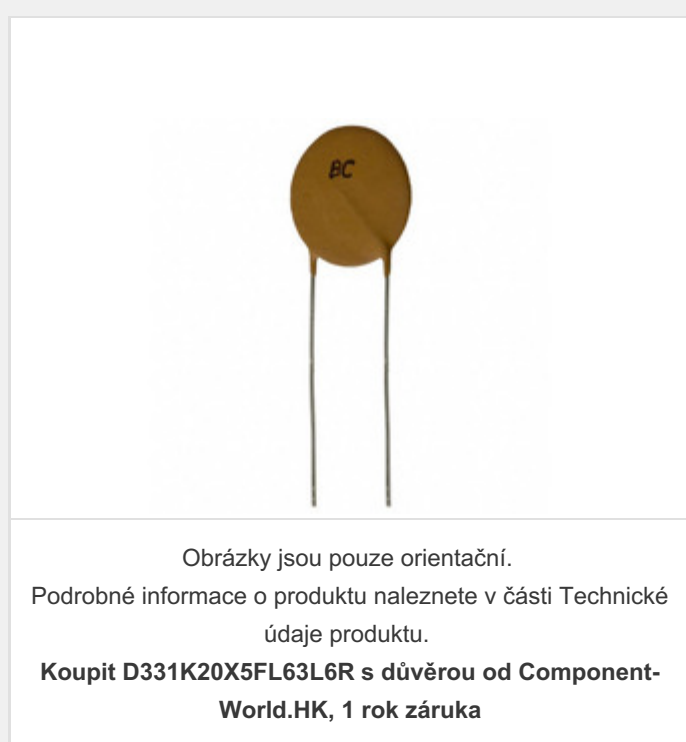 BC
Obrázky jsou pouze orientační.
Podrobné informace o produktu naleznete v části Technické
údaje produktu.
Koupit D331K20X5FL63L6R s důvěrou od Component-
World.HK, 1 rok záruka